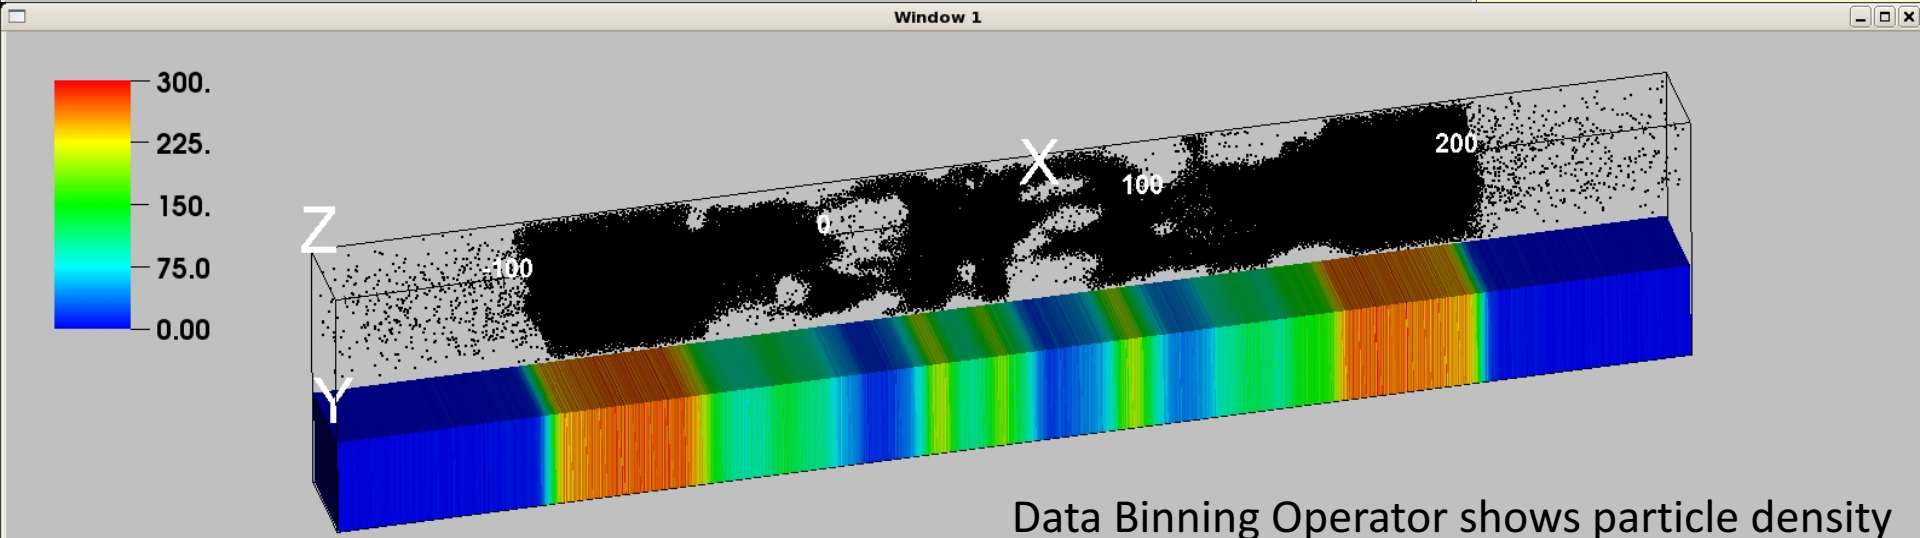 Window 1
300.
225.
150.
75.0
0.00
Z
X
Y
-100
0
100
200
Data Binning Operator shows particle density